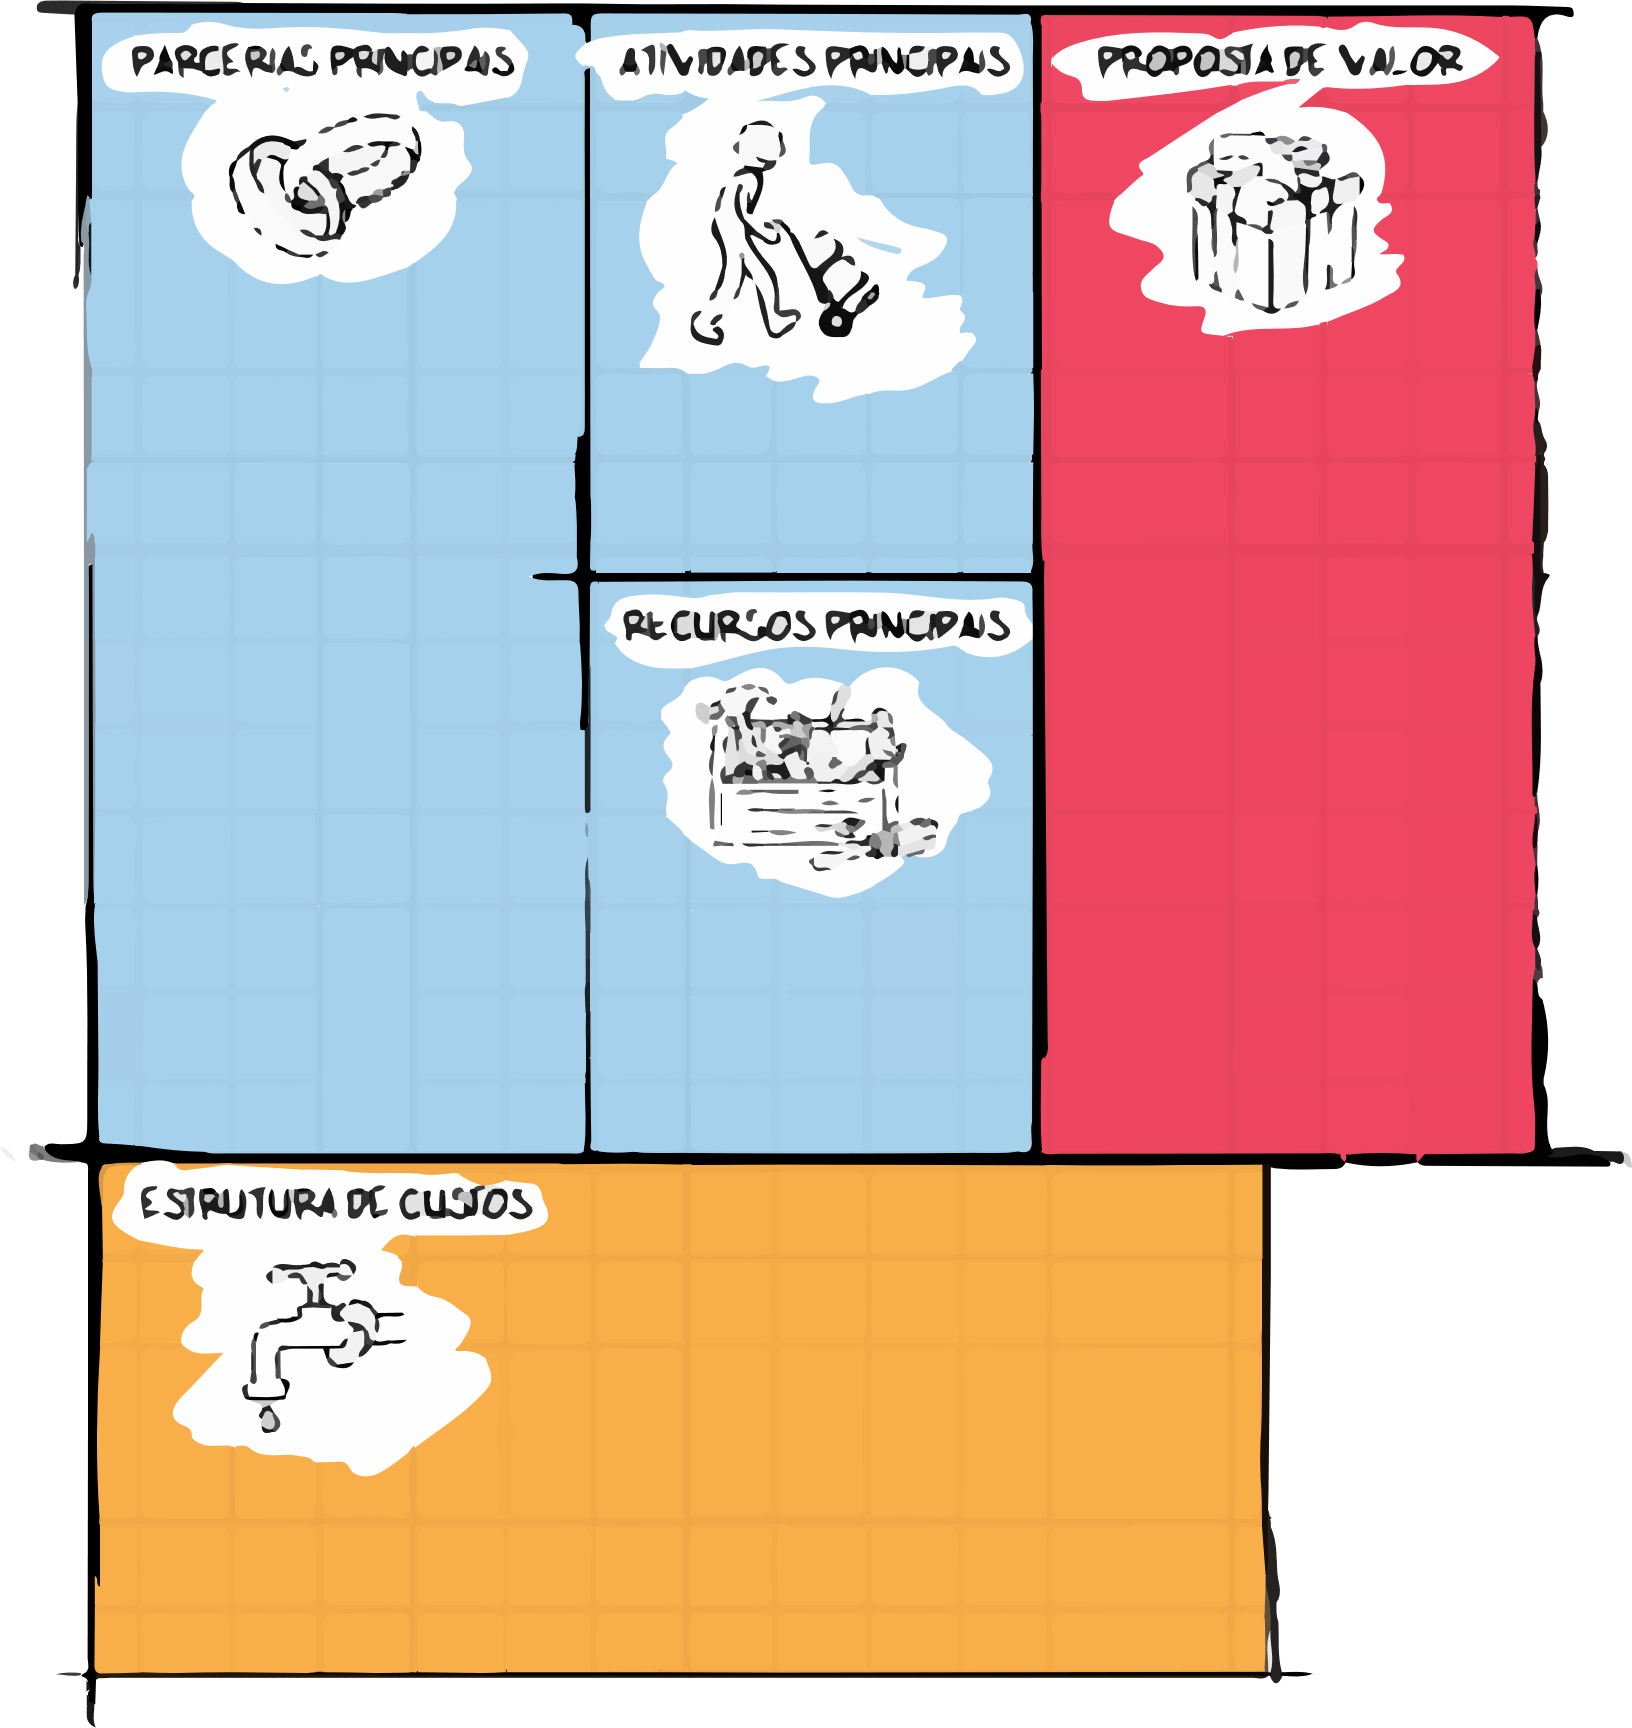 PARCERIAS PRINCIPAIS
ATIVIDADES PRINCIPAIS
PROPOSTA DE VALOR
RECURSOS PRINCIPAIS
ESTRUTURA DE CUSTOS